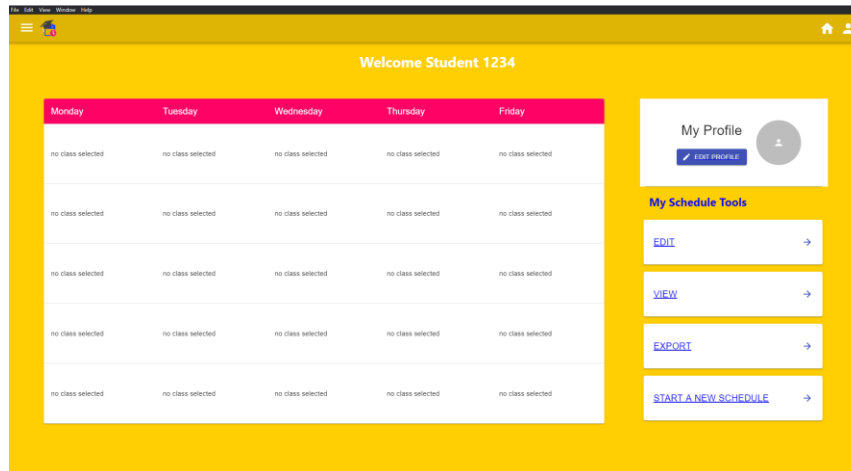 File Edit View Window Help
Welcome Student 1234
Monday Tuesday Wednesday Thursday Friday
no class selected no class selected no class selected no class selected no class selected
no class selected no class selected no class selected no class selected no class selected
no class selected no class selected no class selected no class selected no class selected
no class selected no class selected no class selected no class selected no class selected
no class selected no class selected no class selected no class selected no class selected
My Profile
EDIT PROFILE
My Schedule Tools
EDIT
VIEW
EXPORT
START A NEW SCHEDULE